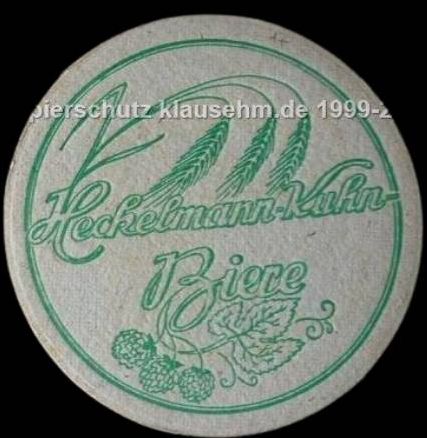 pierschutz klausehm.de 1999-2
Heckelmann-Kuhn-
Biere